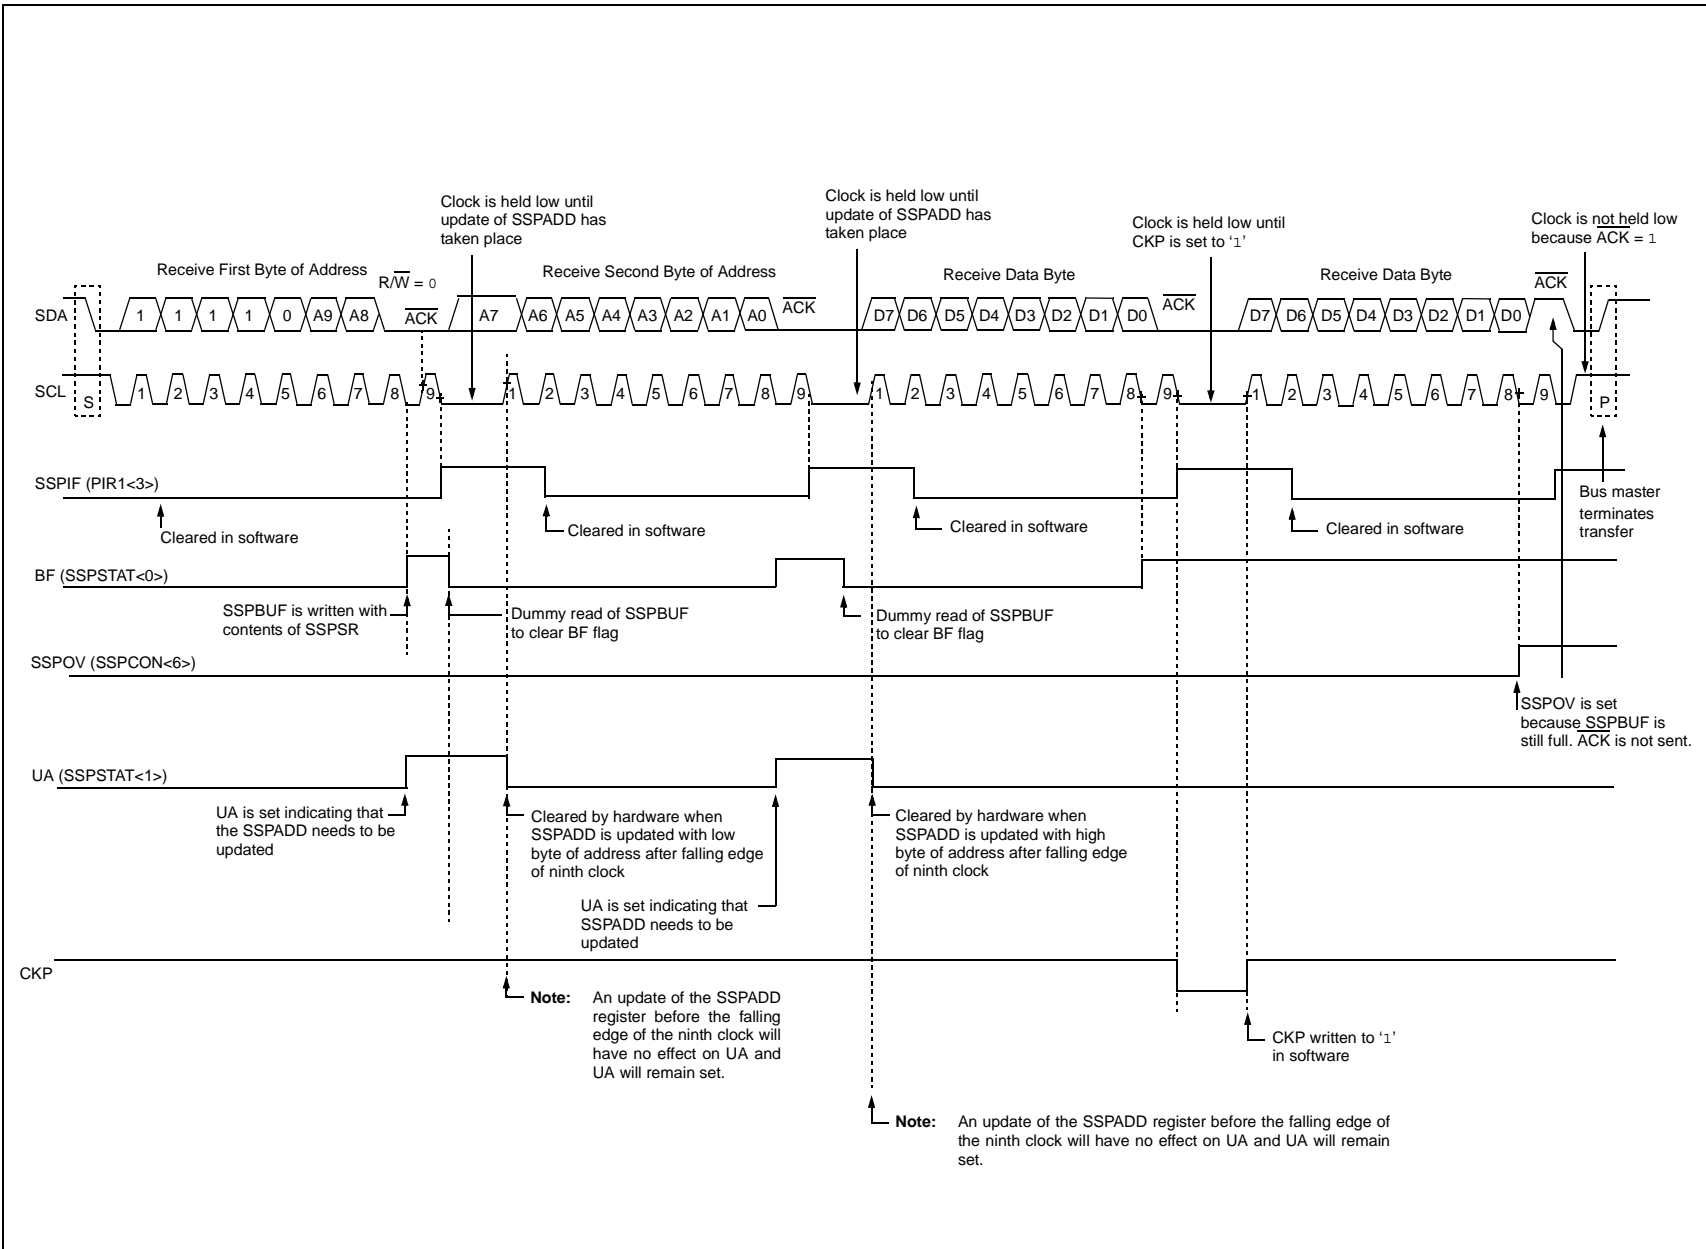 Clock is held low until
update of SSPADD has
taken place
Clock is held low until
update of SSPADD has
taken place
Clock is held low until
CKP is set to ‘1’
Clock is not held low
because ACK = 1
Receive First Byte of Address
R/W = 0
Receive Second Byte of Address
Receive Data Byte
Receive Data Byte
SDA
1 1 1 1 0 A9 A8 ACK A7 A6 A5 A4 A3 A2 A1 A0 ACK D7 D6 D5 D4 D3 D2 D1 D0 ACK D7 D6 D5 D4 D3 D2 D1 D0 ACK
SCL
S 1 2 3 4 5 6 7 8 9 1 2 3 4 5 6 7 8 9 1 2 3 4 5 6 7 8 9 1 2 3 4 5 6 7 8 9 P
SSPIF (PIR1<3>)
Cleared in software
Cleared in software
Cleared in software
Cleared in software
Bus master
terminates
transfer
BF (SSPSTAT<0>)
SSPBUF is written with
contents of SSPSR
Dummy read of SSPBUF
to clear BF flag
Dummy read of SSPBUF
to clear BF flag
SSPOV (SSPCON<6>)
SSPOV is set
because SSPBUF is
still full. ACK is not sent.
UA (SSPSTAT<1>)
UA is set indicating that
the SSPADD needs to be
updated
Cleared by hardware when
SSPADD is updated with low
byte of address after falling edge
of ninth clock
Cleared by hardware when
SSPADD is updated with high
byte of address after falling edge
of ninth clock
UA is set indicating that
SSPADD needs to be
updated
CKP
Note: An update of the SSPADD
register before the falling
edge of the ninth clock will
have no effect on UA and
UA will remain set.
CKP written to ‘1’
in software
Note: An update of the SSPADD register before the falling edge of
the ninth clock will have no effect on UA and UA will remain
set.